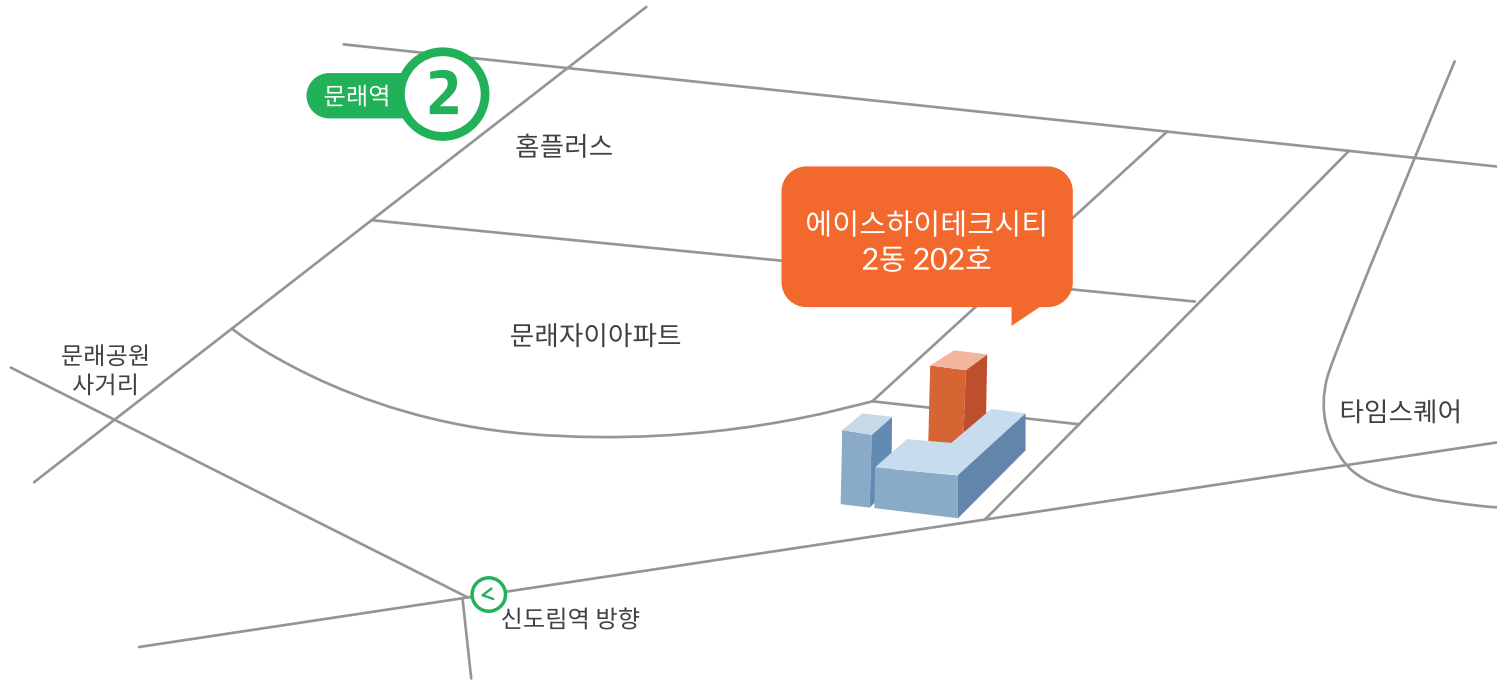 문래역
2
홈플러스
에이스하이테크시티
2동 202호
문래자이아파트
문래공원
사거리
타임스퀘어
신도림역 방향